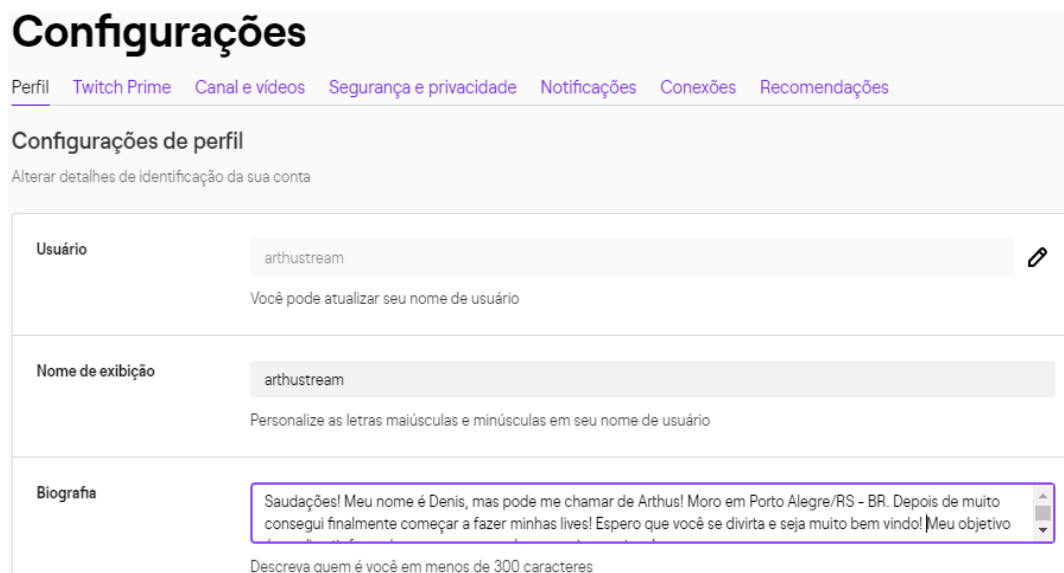 Configurações
Perfil Twitch Prime Canal e vídeos Segurança e privacidade Notificações Conexões Recomendações
Configurações de perfil
Alterar detalhes de identificação da sua conta
Usuário
arthustream
Você pode atualizar seu nome de usuário
Nome de exibição
arthustream
Personalize as letras maiúsculas e minúsculas em seu nome de usuário
Biografia
Saudações! Meu nome é Denis, mas pode me chamar de Arthus! Moro em Porto Alegre/RS - BR. Depois de muito
consegui finalmente começar a fazer minhas lives! Espero que você se divirta e seja muito bem vindo! Meu objetivo
Descreva quem é você em menos de 300 caracteres